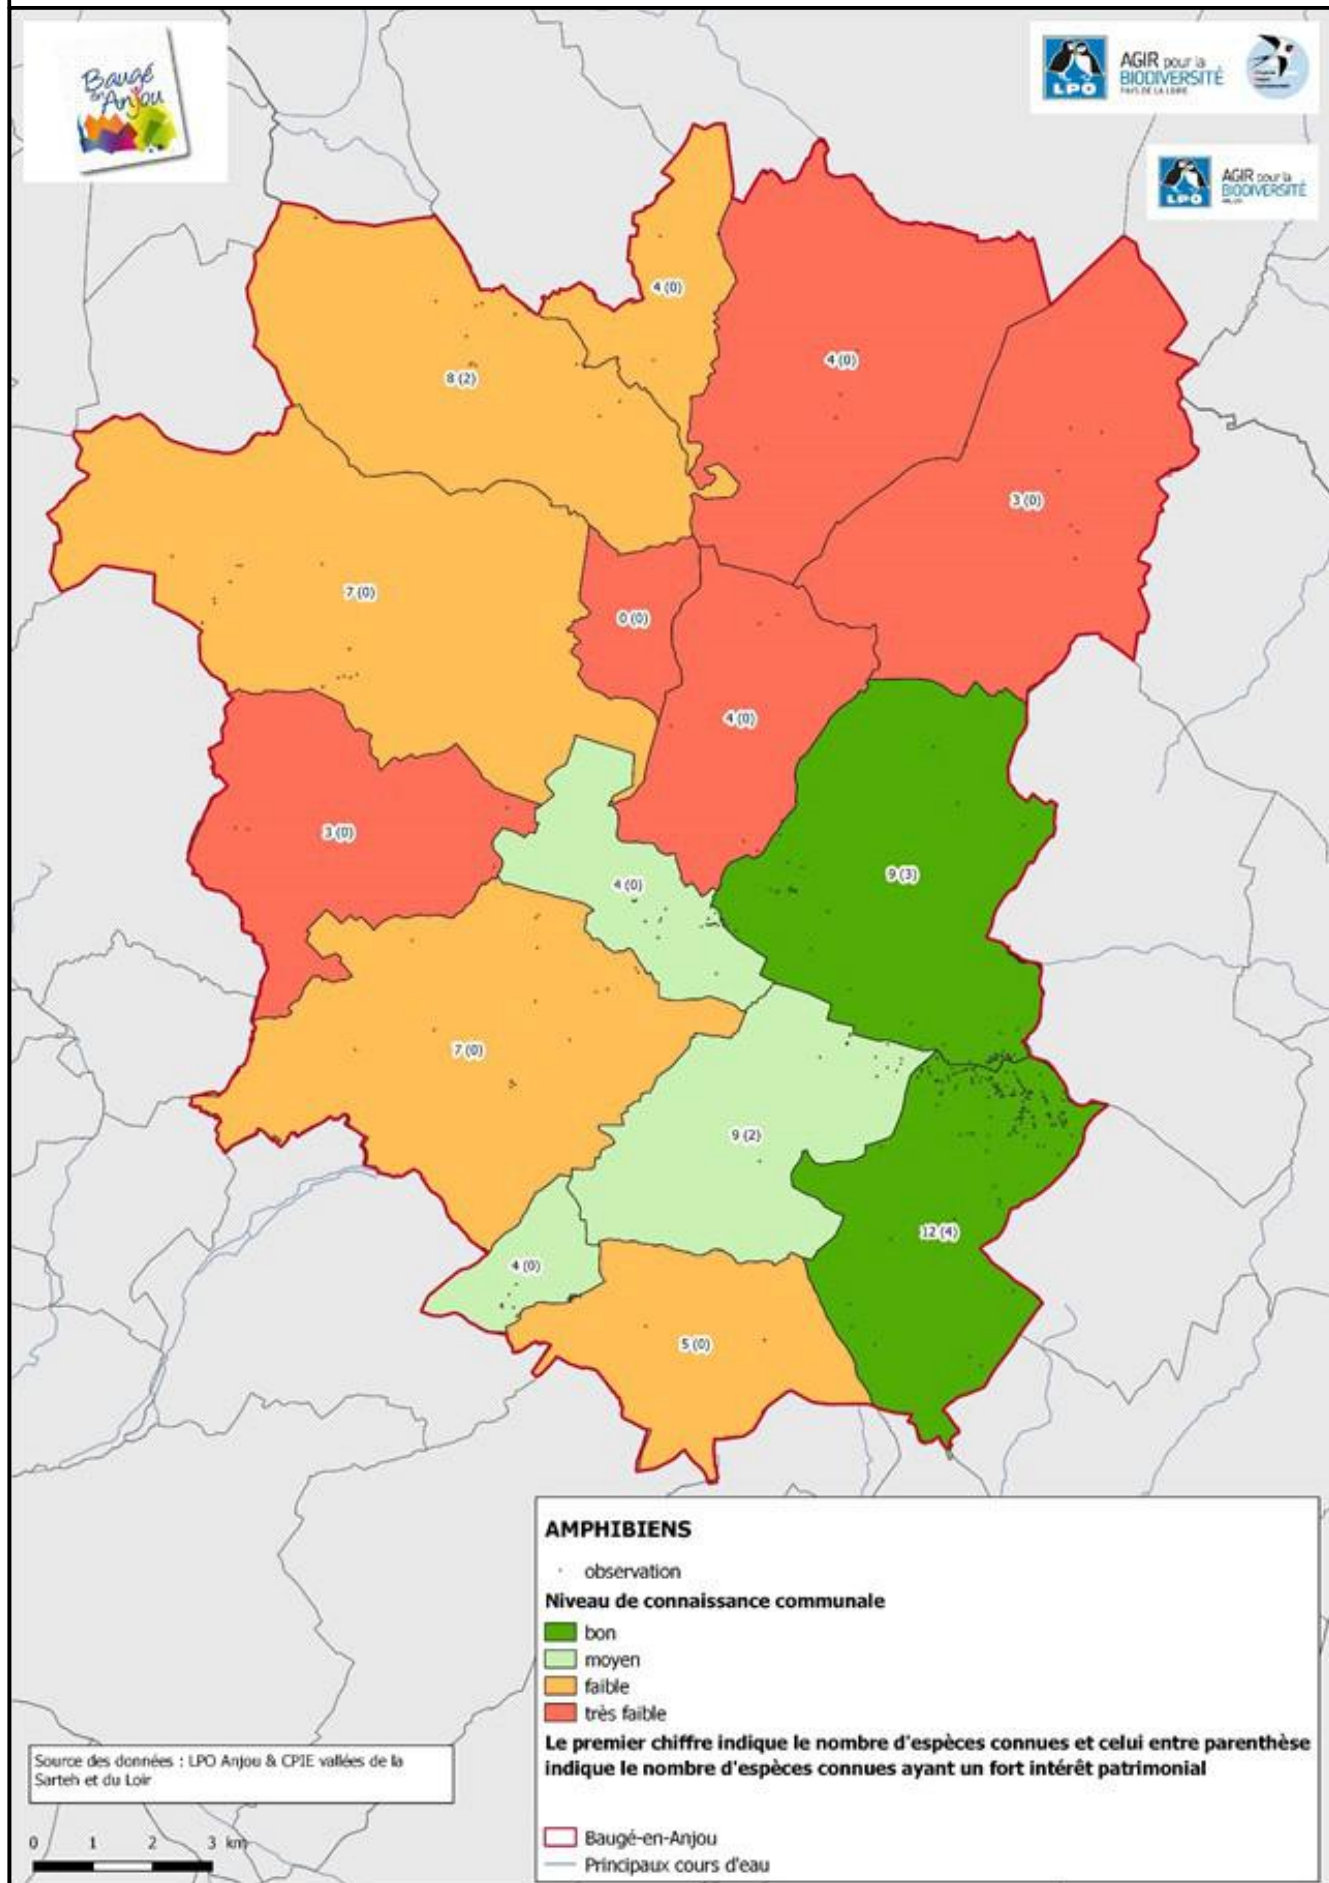 Baugé
en
Anjou
LPO
AGIR pour la
BIODIVERSITÉ
PAYS DE LA LOIRE
LPO
AGIR pour la
BIODIVERSITÉ
ANJOU
4 (0)
4 (0)
8 (2)
3 (0)
7 (0)
0 (0)
4 (0)
3 (0)
4 (0)
9 (3)
7 (0)
9 (2)
12 (4)
4 (0)
5 (0)
AMPHIBIENS
observation
Niveau de connaissance communale
bon
moyen
faible
très faible
Le premier chiffre indique le nombre d'espèces connues et celui entre parenthèse
indique le nombre d'espèces connues ayant un fort intérêt patrimonial
Baugé-en-Anjou
Principaux cours d'eau
Source des données : LPO Anjou & CPIE vallées de la
Sarteh et du Loir
0 1 2 3 km